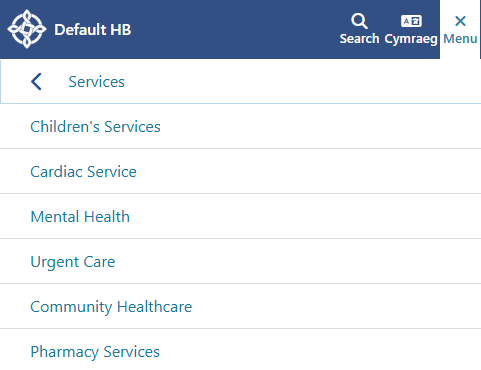 Default HB
Search Cymraeg Menu
Services
Children's Services
Cardiac Service
Mental Health
Urgent Care
Community Healthcare
Pharmacy Services